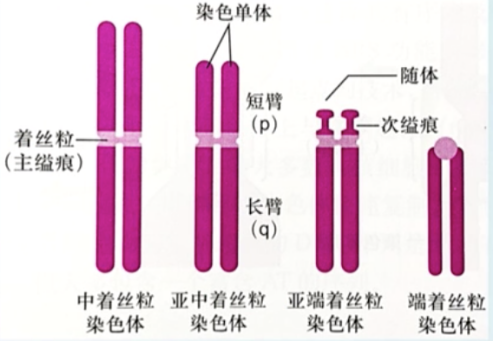 染色单体
随体
短臂
(p)
次缢痕
着丝粒
(主缢痕)
长臂
(q)
中着丝粒
染色体
亚中着丝粒
染色体
亚端着丝粒
染色体
端着丝粒
染色体